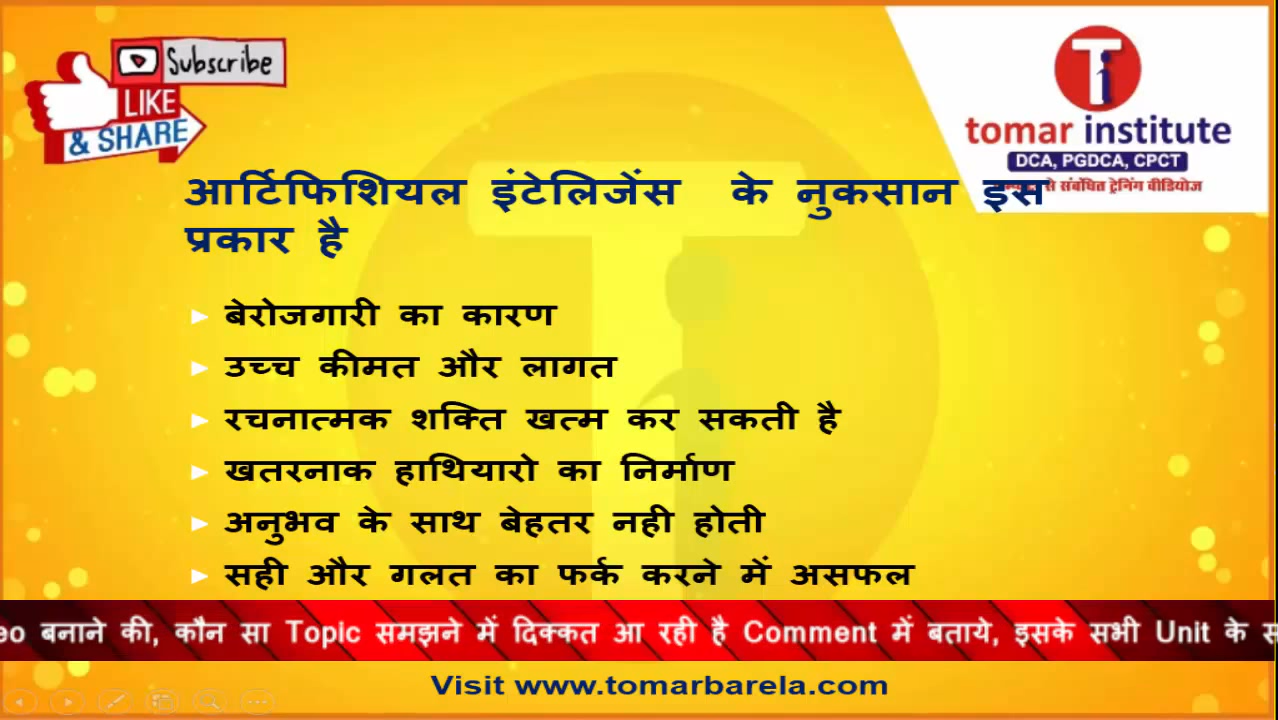 Subscribe
LIKE
& SHARE
Ti
tomar institute
DCA, PGDCA, CPCT
से संबंधित ट्रेनिंग वीडियोज
आर्टिफिशियल इंटेलिजेंस के नुकसान इस
प्रकार है
बेरोजगारी का कारण
उच्च कीमत और लागत
रचनात्मक शक्ति खत्म कर सकती है
खतरनाक हाथियारो का निर्माण
अनुभव के साथ बेहतर नही होती
सही और गलत का फर्क करने में असफल
eo बनाने की, कौन सा Topic समझने में दिक्कत आ रही है Comment में बताये, इसके सभी Unit के
Visit www.tomarbarela.com